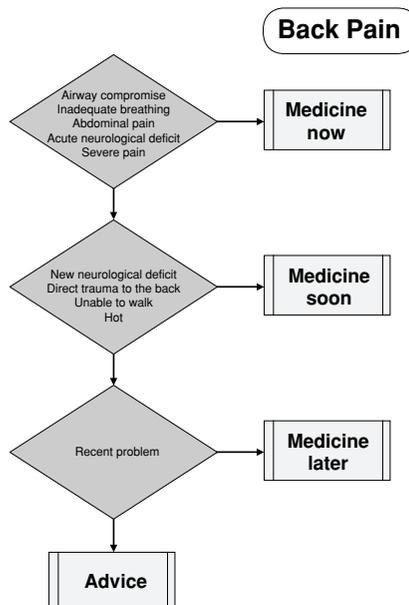 Back Pain
Airway compromise
Inadequate breathing
Abdominal pain
Acute neurological deficit
Severe pain
Medicine
now
New neurological deficit
Direct trauma to the back
Unable to walk
Hot
Medicine
soon
Recent problem
Medicine
later
Advice